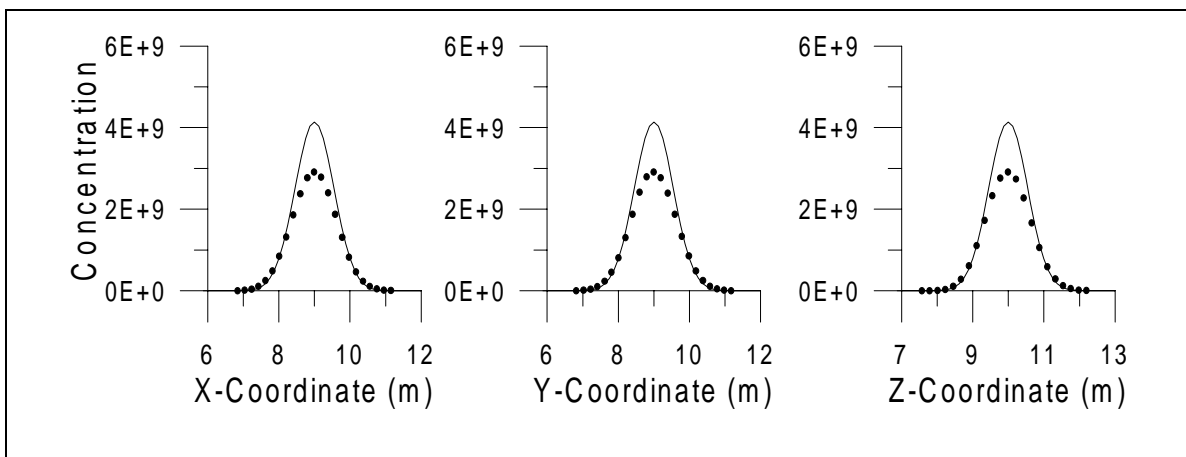 Concentration
6E+9
4E+9
2E+9
0E+0
6 8 10 12
X-Coordinate (m)
6E+9
4E+9
2E+9
0E+0
6 8 10 12
Y-Coordinate (m)
6E+9
4E+9
2E+9
0E+0
7 9 11 13
Z-Coordinate (m)